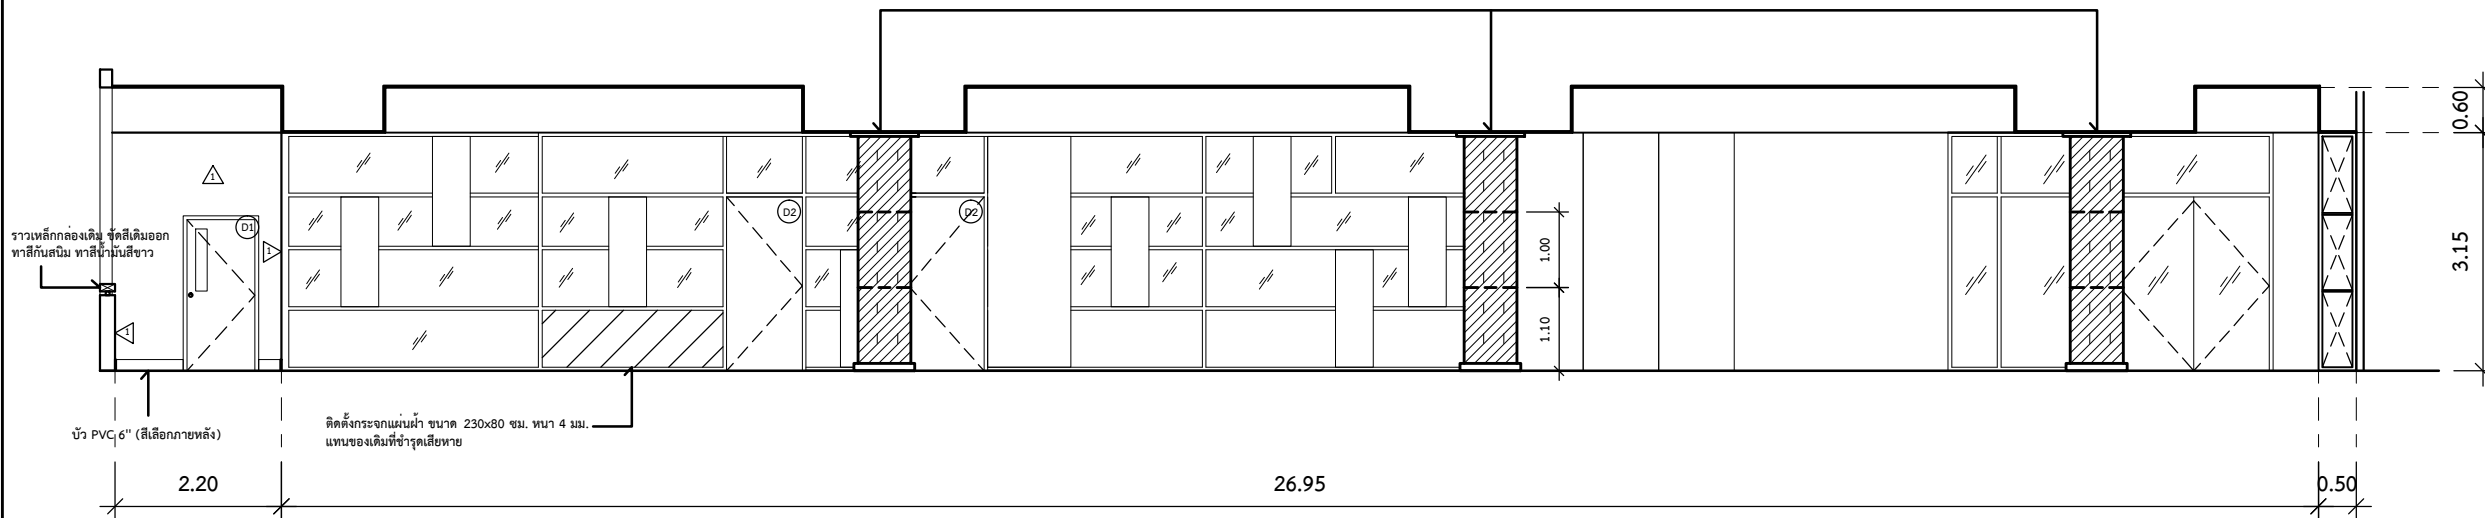 0.60
1
ราวเหล็กกล่องเดิม ขัดสีเดิมออก
ทาสีกันสนิม ทาสีน้ำมันสีขาว
D1
D2
D2
1
1.00
3.15
1
1.10
บัว PVC 6" (สีเลือกภายหลัง)
ติดตั้งกระจกแผ่นฝ้า ขนาด 230x80 ซม. หนา 4 มม.
แทนของเดิมที่ชำรุดเสียหาย
2.20
26.95
0.50